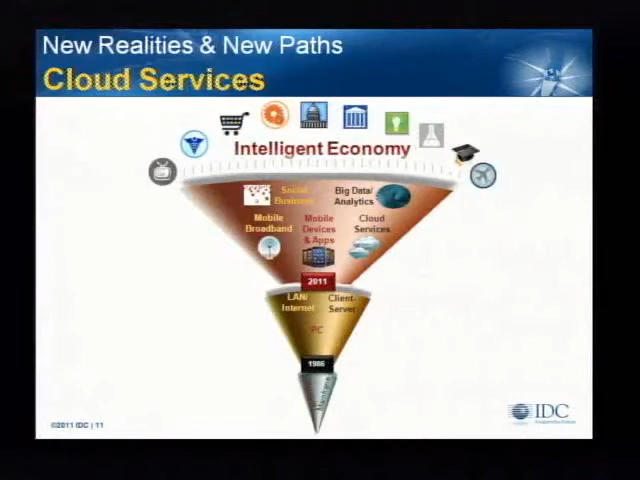 New Realities & New Paths
Cloud Services
Intelligent Economy
Social
Business
Big Data/
Analytics
Mobile
Broadband
Mobile
Devices
& Apps
Cloud
Services
2011
LAN/
Internet
Client-
Server
PC
1986
©2011 IDC | 11
IDC